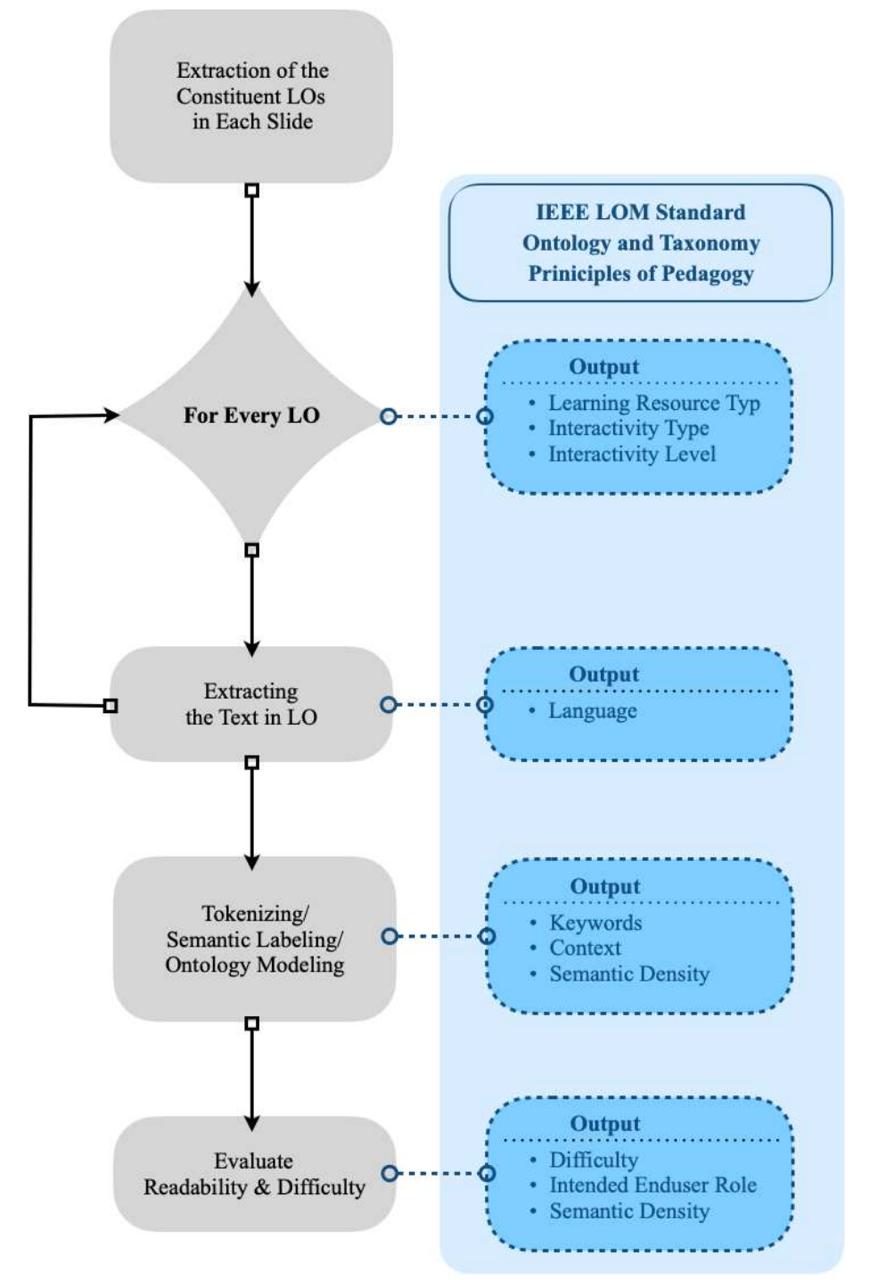 Extraction of the
Constituent LOs
in Each Slide
IEEE LOM Standard
Ontology and Taxonomy
Priniciples of Pedagogy
For Every LO
Output
• Learning Resource Typ
• Interactivity Type
• Interactivity Level
Extracting
the Text in LO
Output
• Language
Tokenizing/
Semantic Labeling/
Ontology Modeling
Output
• Keywords
• Context
• Semantic Density
Evaluate
Readability & Difficulty
Output
• Difficulty
• Intended Enduser Role
• Semantic Density